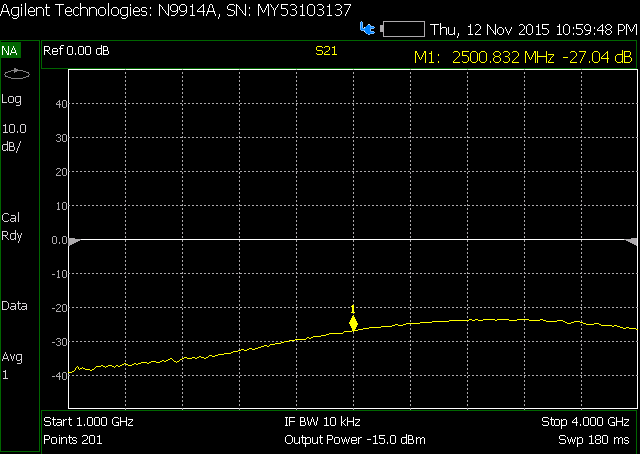 Agilent Technologies: N9914A, SN: MY53103137
Thu, 12 Nov 2015 10:59:48 PM
NA
Ref 0.00 dB
S21
M1: 2500.832 MHz -27.04 dB
Log
10.0
dB/
Cal
Rdy
Data
Avg
1
40
30
20
10
0.0
-10
-20
-30
-40
1
Start 1.000 GHz
IF BW 10 kHz
Stop 4.000 GHz
Points 201
Output Power -15.0 dBm
Swp 180 ms